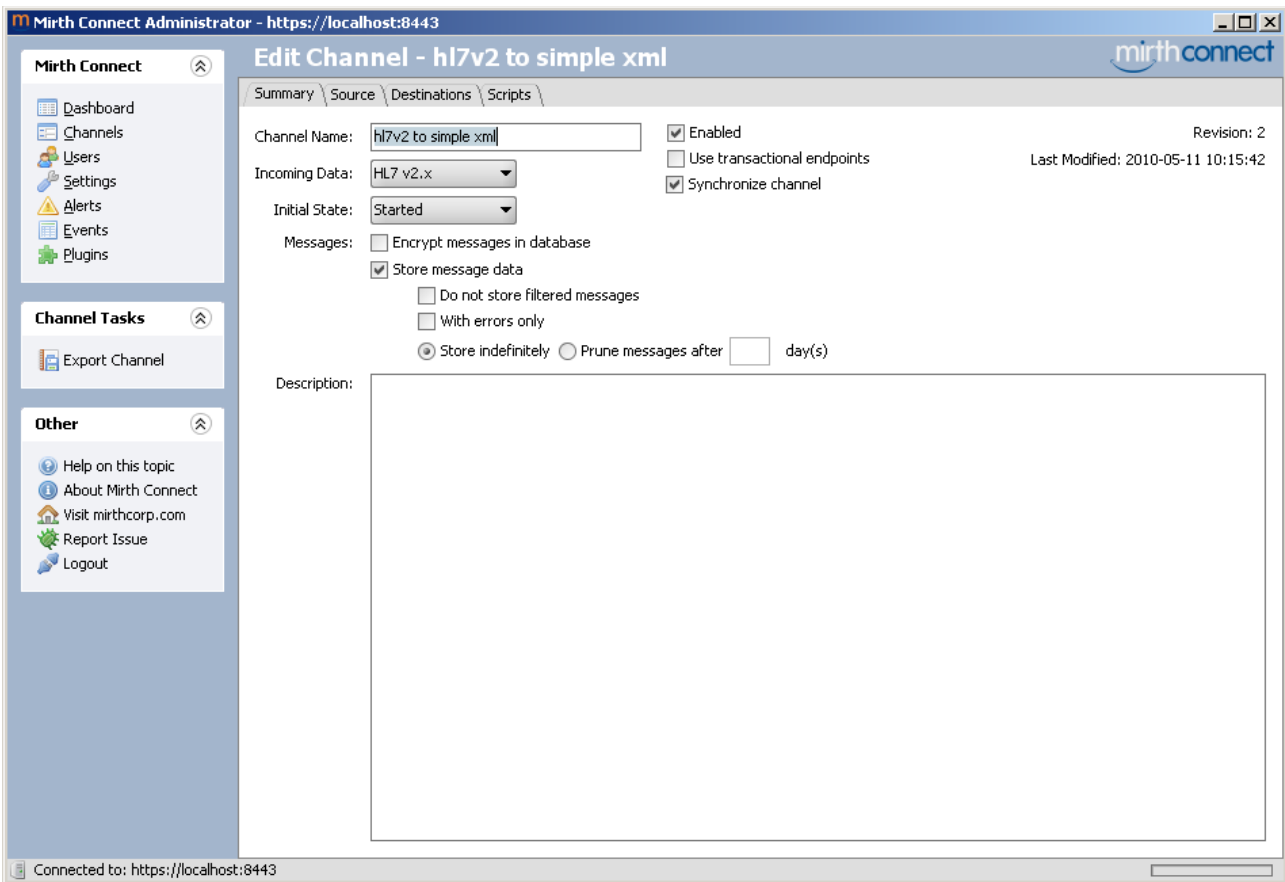 Mirth Connect Administrator - https://localhost:8443
Mirth Connect
Dashboard
Channels
Users
Settings
Alerts
Events
Plugins
Channel Tasks
Export Channel
Other
Help on this topic
About Mirth Connect
Visit mirthcorp.com
Report Issue
Logout
Edit Channel - hl7v2 to simple xml
mirthconnect
Summary Source Destinations Scripts
Channel Name: hl7v2 to simple xml Enabled Revision: 2
Use transactional endpoints Last Modified: 2010-05-11 10:15:42
Incoming Data: HL7 v2.x
Synchronize channel
Initial State: Started
Messages: Encrypt messages in database
Store message data
Do not store filtered messages
With errors only
Store indefinitely Prune messages after day(s)
Description:
Connected to: https://localhost:8443